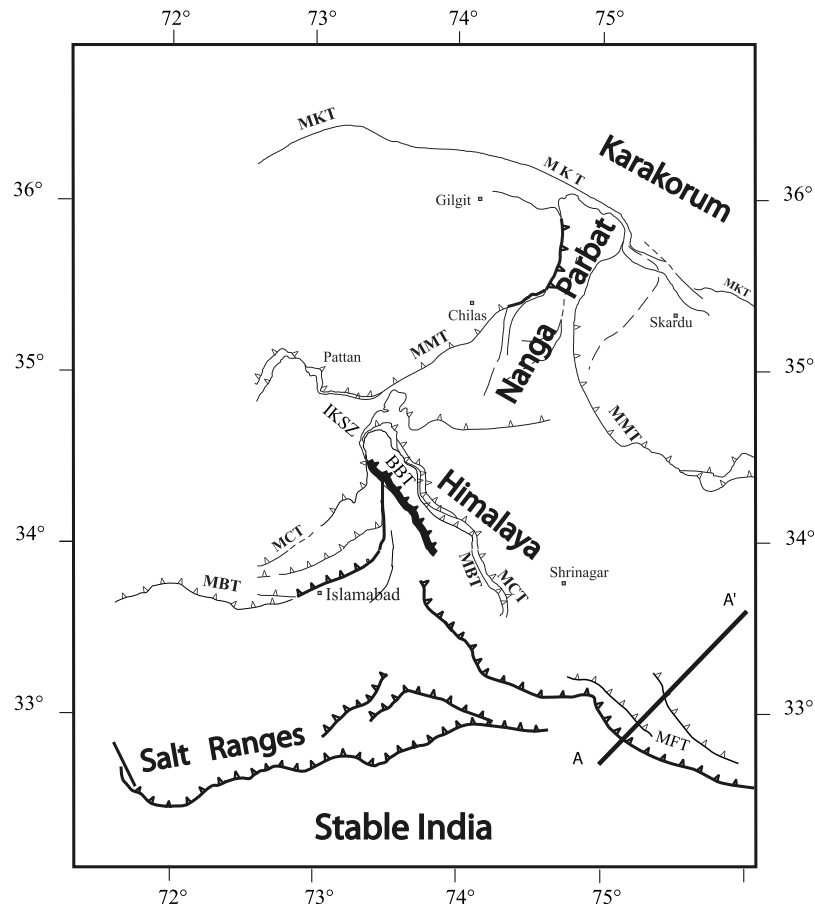 72°
73°
74°
75°
MKT
Karakorum
MKT
36°
36°
Gilgit
Nanga Parbat
MKT
Chilas
Skardu
MMT
Pattan
35°
35°
IKSZ
MMT
BBT
Himalaya
34°
34°
MCT
MBT
MCT
Shrinagar
MBT
Islamabad
A'
33°
33°
Salt Ranges
MFT
A
Stable India
72°
73°
74°
75°